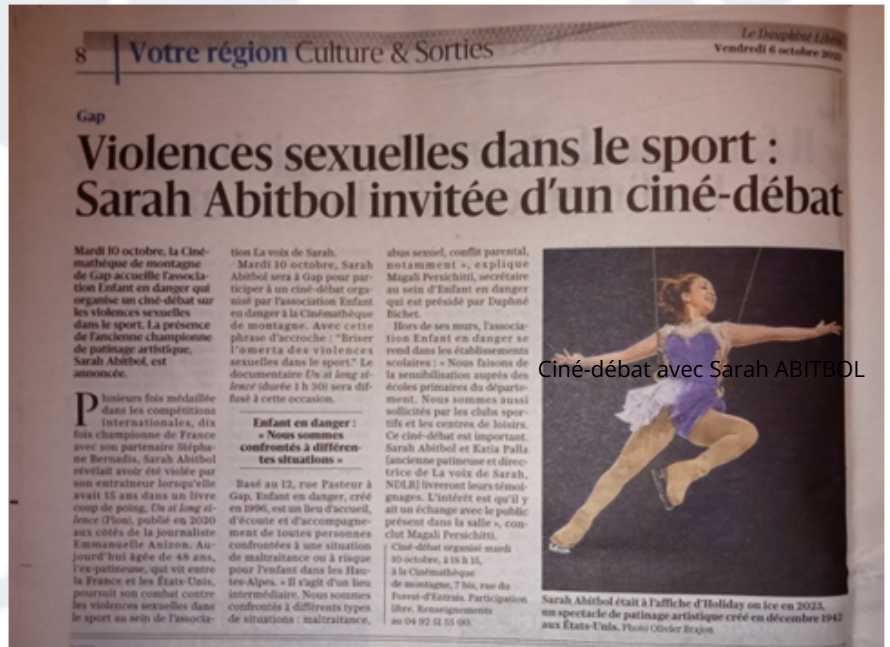 8 Votre région Culture & Sorties
Le Dauphiné Libéré
Vendredi 6 octobre
Gap
Violences sexuelles dans le sport :
Sarah Abitbol invitée d'un ciné-débat
Mardi 10 octobre, la Ciné-
mathèque de montagne
de Gap accueille l'associa-
tion Enfant en danger qui
organise un ciné-débat sur
les violences sexuelles
dans le sport. La présence
de l'ancienne championne
de patinage artistique,
Sarah Abitbol, est
annoncée.
Plusieurs fois médaillée
dans les compétitions
internationales, dix
fois championne de France
avec son partenaire Stépha-
ne Bernadis, Sarah Abitbol
révélait avoir été violée par
son entraîneur lorsqu'elle
avait 15 ans dans un livre
coup de poing, Un si long si-
lence (Plon), publié en 2020
aux côtés de la journaliste
Emmanuelle Anizon. Au-
jourd'hui âgée de 48 ans,
l'ex-patineuse, qui vit entre
la France et les États-Unis,
poursuit son combat contre
les violences sexuelles dans
le sport au sein de l'associa-
tion La voix de Sarah.
Mardi 10 octobre, Sarah
Abitbol sera à Gap pour par-
ticiper à un ciné-débat orga-
nisé par l'association Enfant
en danger à la Cinémathèque
de montagne. Avec cette
phrase d'accroche : "Briser
l'omerta des violences
sexuelles dans le sport." Le
documentaire Un si long si-
lence (durée 1 h 30) sera dif-
fusé à cette occasion.
Enfant en danger :
« Nous sommes
confrontés à différen-
tes situations »
Basé au 12, rue Pasteur à
Gap, Enfant en danger, créé
en 1996, est un lieu d'accueil,
d'écoute et d'accompagne-
ment de toutes personnes
confrontées à une situation
de maltraitance ou à risque
pour l'enfant dans les Hau-
tes-Alpes. « Il s'agit d'un lieu
intermédiaire. Nous sommes
confrontés à différents types
de situations : maltraitance,
abus sexuel, conflit parental,
notamment », explique
Magali Persichitti, secrétaire
au sein d'Enfant en danger
qui est présidé par Daphné
Bichet.
Hors de ses murs, l'associa-
tion Enfant en danger se
rend dans les établissements
scolaires : « Nous faisons de
la sensibilisation auprès des
écoles primaires du départe-
ment. Nous sommes aussi
sollicités par les clubs spor-
tifs et les centres de loisirs.
Ce ciné-débat est important.
Sarah Abitbol et Katia Palla
[ancienne patineuse et direc-
trice de La voix de Sarah,
NDLR] livreront leurs témoi-
gnages. L'intérêt est qu'il y
ait un échange avec le public
présent dans la salle », con-
clut Magali Persichitti.
Ciné-débat organisé mardi
10 octobre, à 18 h 15,
à la Cinémathèque
de montagne, 7 bis, rue du
Forest-d'Entrais. Participation
libre. Renseignements
au 04 92 51 55 00.
Ciné-débat avec Sarah ABITBOL
Sarah Abitbol était à l'affiche d'Holiday on ice en 2023,
un spectacle de patinage artistique créé en décembre 1942
aux États-Unis. Photo Olivier Brajon